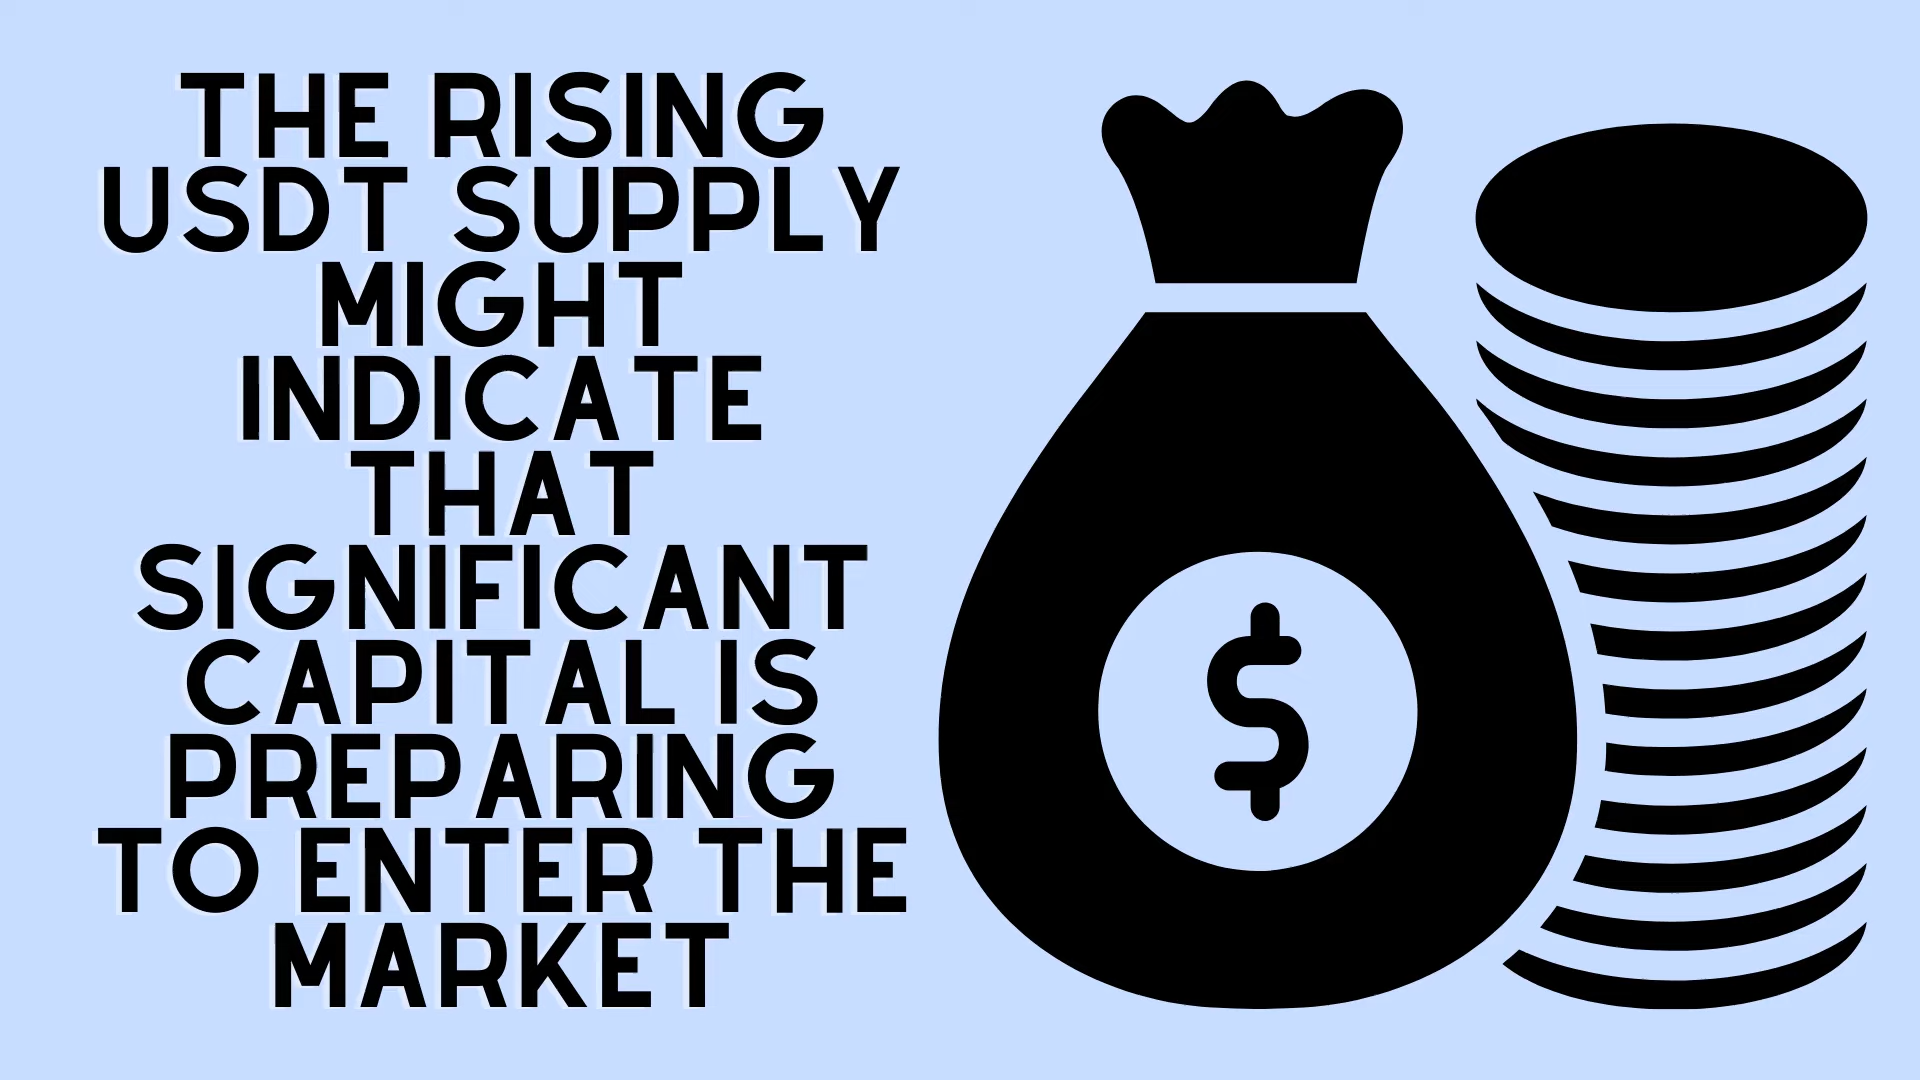 THE RISING
USDT SUPPLY
MIGHT
INDICATE
THAT
SIGNIFICANT
CAPITAL IS
PREPARING
TO ENTER THE
MARKET
$